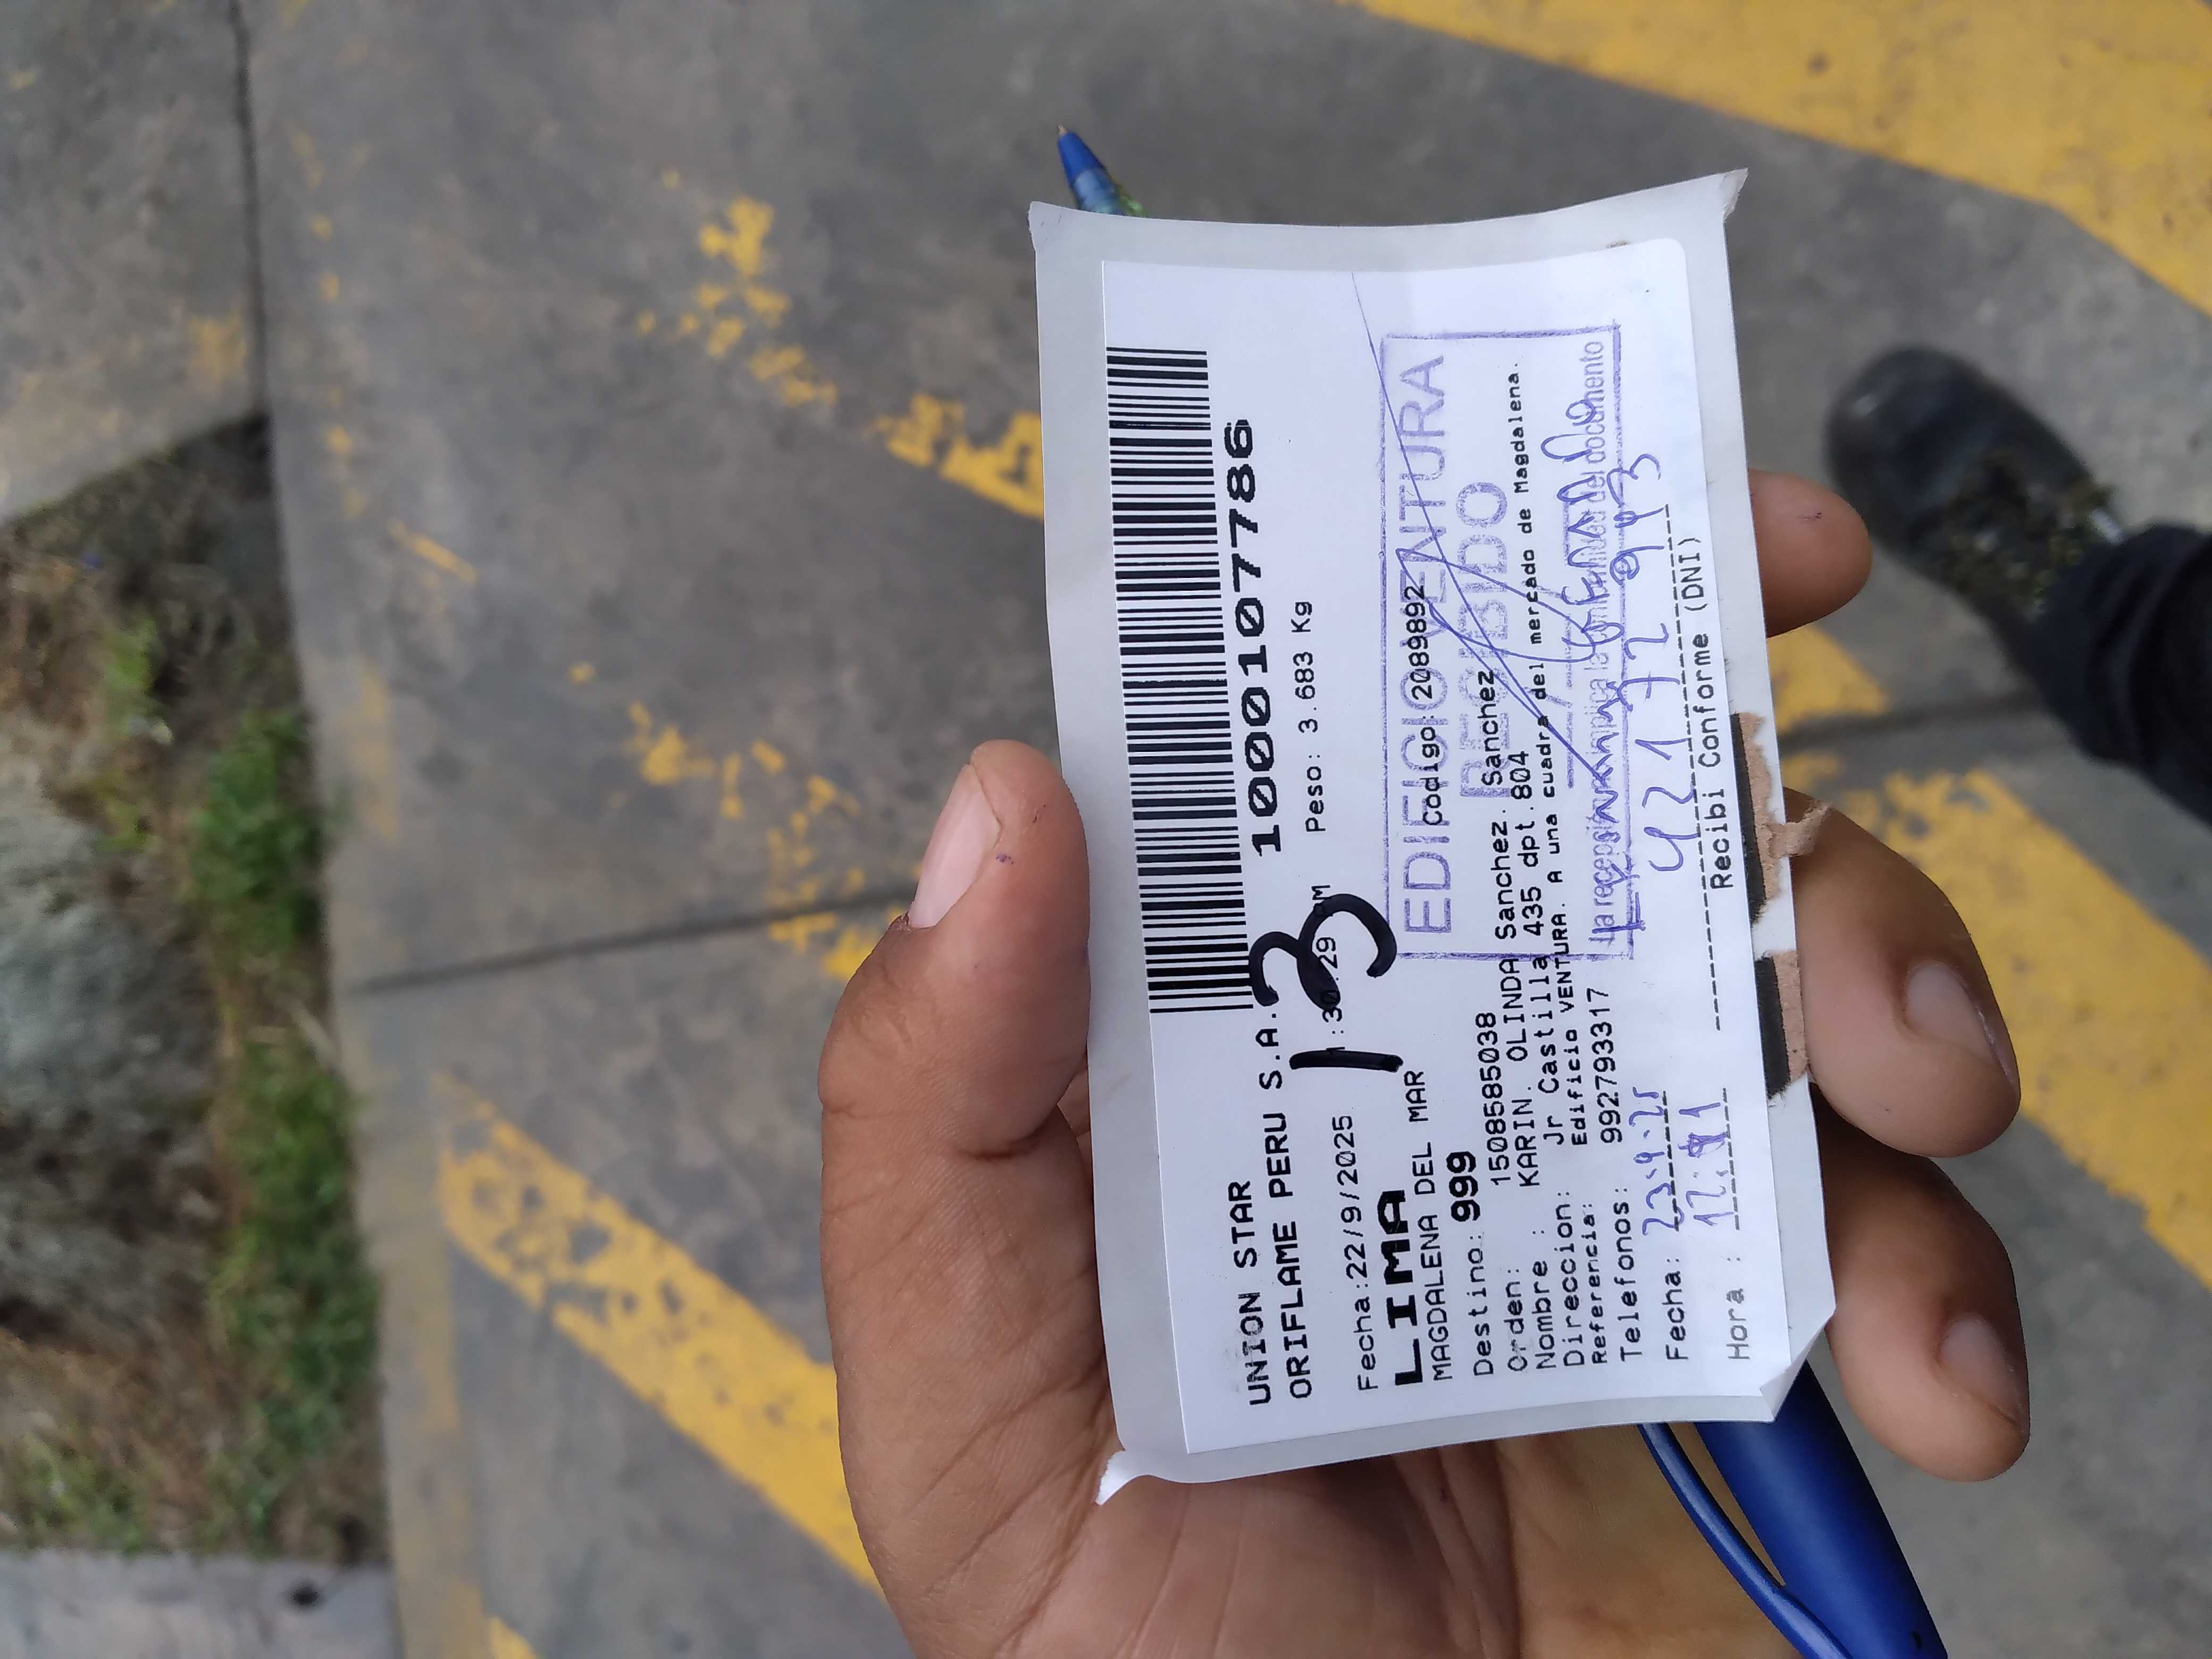 UNION STAR
ORIFLAME PERU S.A.
1000107786
Fecha:22/9/2025
Peso: 3.683 Kg
13
LIMA
MAGDALENA DEL MAR
Destino: 999
Codigo:2089892
EDIFICIO VENTURA
RECIBIDO
Orden: 1508585038
Nombre : KARIN. OLINDA Sanchez. Sanchez
Direccion: Jr Castilla 435 dpt.804
Referencia: Edificio VENTURA. A una cuadra del mercado de Magdalena.
Telefonos: 992793317
La recepción no implica la conformidad del documento
Fecha: 23-9-25
42172993
Hora :
Recibi Conforme (DNI)